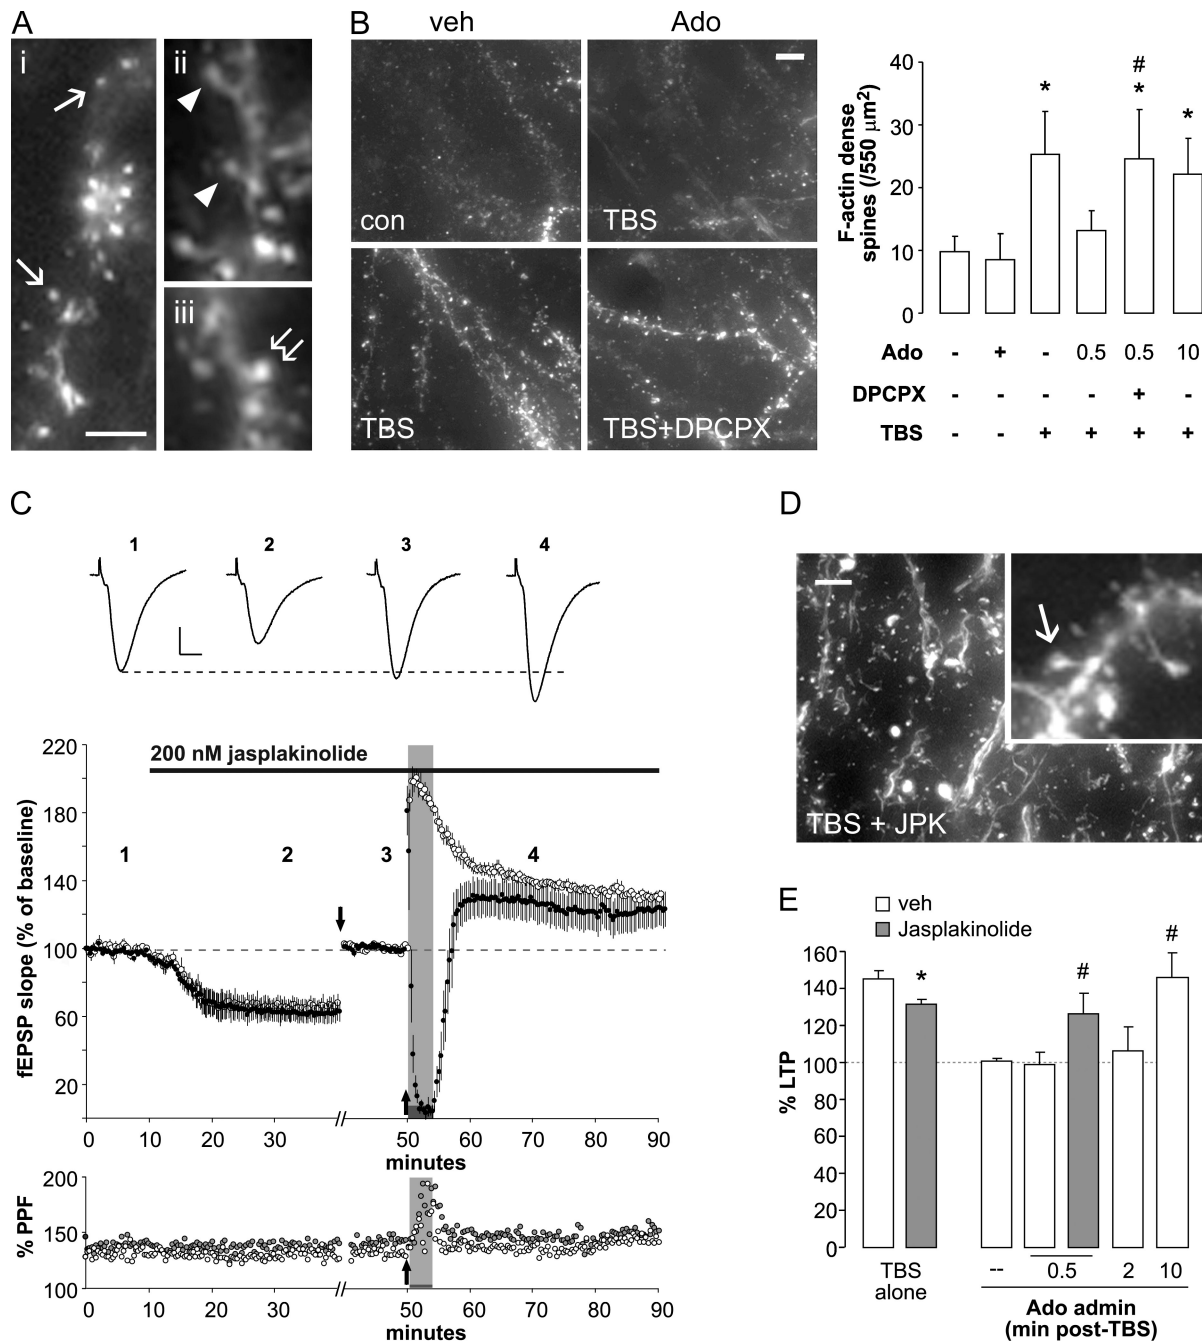 A
i
ii
iii
B
veh
Ado
con
TBS
TBS
TBS+DPCPX
F-actin dense
spines (/550 µm²)
40
30
20
10
0
*
#
*
*
Ado - + - 0.5 0.5 10
DPCPX - - - - + -
TBS - - + + + +
C
1 2 3 4
fEPSP slope (% of baseline)
220
180
140
100
60
20
200 nM jasplakinolide
1 2 3 4
0 10 20 30 50 60 70 80 90
minutes
% PPF
200
150
100
0 10 20 30 50 60 70 80 90
minutes
D
TBS + JPK
E
veh
Jasplakinolide
% LTP
160
140
120
100
80
60
40
20
0
*
#
#
TBS
alone
-- 0.5 2 10
Ado admin
(min post-TBS)